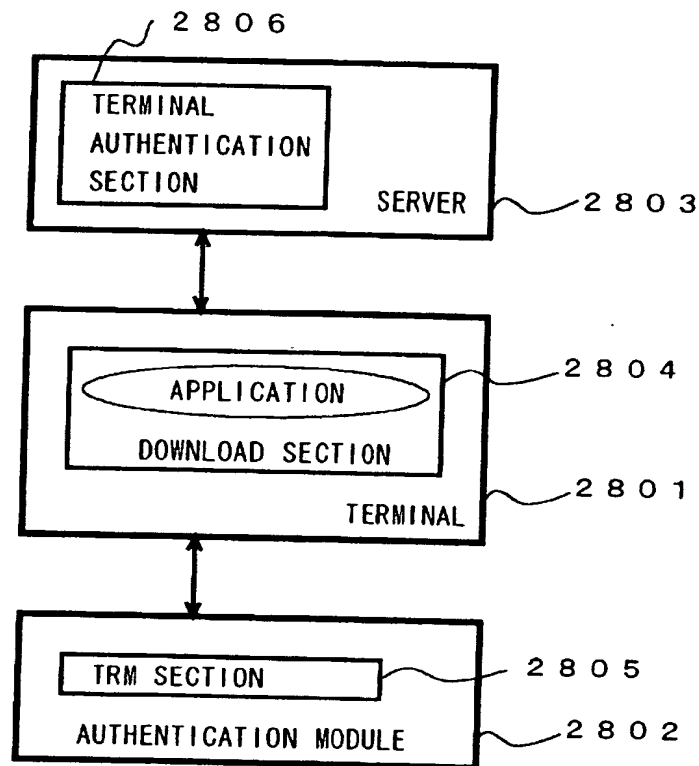 2806
TERMINAL
AUTHENTICATION
SECTION
SERVER
2803
APPLICATION
2804
DOWNLOAD SECTION
TERMINAL
2801
TRM SECTION
2805
AUTHENTICATION MODULE
2802